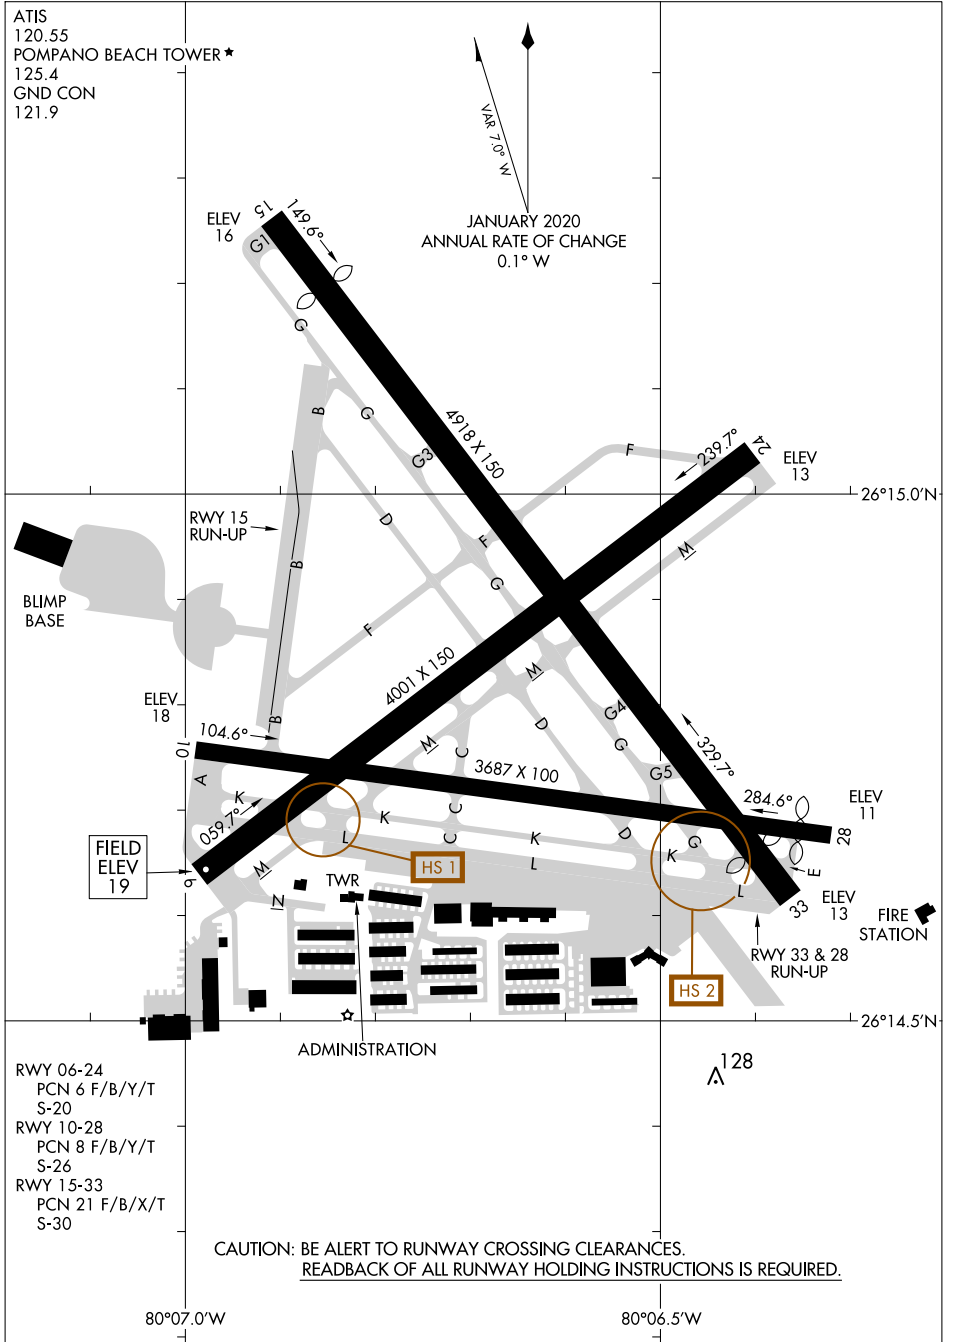 ATIS
120.55
POMPANO BEACH TOWER★
125.4
GND CON
121.9
VAR 7.0° W
JANUARY 2020
ANNUAL RATE OF CHANGE
0.1° W
ELEV
16
15
149.6°
G1
G
B
G
4918 X 150
G3
F
239.7°
24
ELEV
13
26°15.0'N
RWY 15
RUN-UP
D
F
M
BLIMP
BASE
B
G
F
4001 X 150
M
ELEV
18
B
D
G4
104.6°
10
M
C
G
329.7°
3687 X 100
G5
A
K
284.6°
ELEV
11
059.7°
C
K
28
L
C
K
D
G
FIELD
ELEV
19
HS 1
L
K
E
6
M
TWR
N
L
33
ELEV
13
FIRE
STATION
RWY 33 & 28
RUN-UP
HS 2
26°14.5'N
ADMINISTRATION
128
RWY 06-24
PCN 6 F/B/Y/T
S-20
RWY 10-28
PCN 8 F/B/Y/T
S-26
RWY 15-33
PCN 21 F/B/X/T
S-30
CAUTION: BE ALERT TO RUNWAY CROSSING CLEARANCES.
READBACK OF ALL RUNWAY HOLDING INSTRUCTIONS IS REQUIRED.
80°07.0'W
80°06.5'W